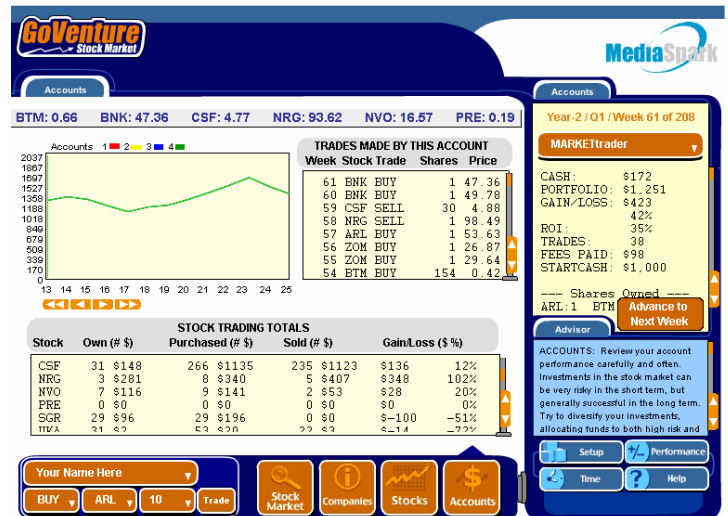 GoVenture
Stock Market
MediaSpark
Accounts
Accounts
BTM: 0.66 BNK: 47.36 CSF: 4.77 NRG: 93.62 NVO: 16.57 PRE: 0.19
Year-2 / Q1 / Week 61 of 208
MARKETtrader
Accounts 1 2 3 4
2037
1867
1697
1527
1358
1188
1018
849
679
509
339
170
0
13 14 15 16 17 18 19 20 21 22 23 24 25
TRADES MADE BY THIS ACCOUNT
Week Stock Trade Shares Price
61 BNK BUY 1 47.36
60 BNK BUY 1 49.78
59 CSF SELL 30 4.88
58 NRG SELL 1 98.49
57 ARL BUY 1 53.63
56 ZOM BUY 1 26.87
55 ZOM BUY 1 29.64
54 BTM BUY 154 0.42
CASH: $172
PORTFOLIO: $1,251
GAIN/LOSS: $423
42%
ROI: 35%
TRADES: 38
FEES PAID: $98
STARTCASH: $1,000
--- Shares Owned ---
ARL:1 BTM
Advance to
Next Week
STOCK TRADING TOTALS
Stock Own (# $) Purchased (# $) Sold (# $) Gain/Loss ($ %)
CSF 31 $148 266 $1135 235 $1123 $136 12%
NRG 3 $281 8 $340 5 $407 $348 102%
NVO 7 $116 9 $141 2 $53 $28 20%
PRE 0 $0 0 $0 0 $0 $0 0%
SGR 29 $96 29 $196 0 $0 $-100 -51%
31 $2 53 $20 22 $3 $-14 -72%
Advisor
ACCOUNTS: Review your account
performance carefully and often.
Investments in the stock market can
be very risky in the short term, but
generally successful in the long term.
Try to diversify your investments,
allocating funds to both high risk and
Your Name Here
BUY ARL 10 Trade
Stock
Market
Companies
Stocks
Accounts
Setup
+/- Performance
Time
? Help